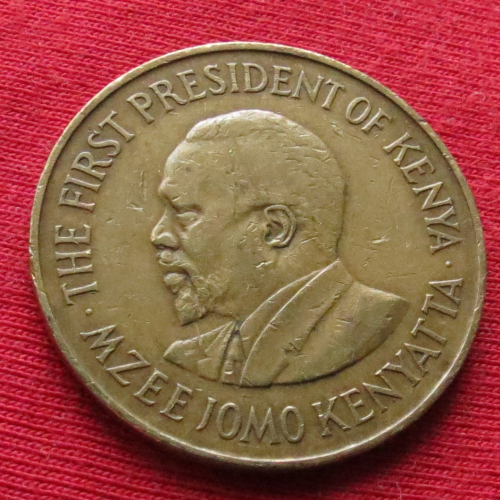 THE FIRST PRESIDENT OF KENYA
· MZEE JOMO KENYATTA ·